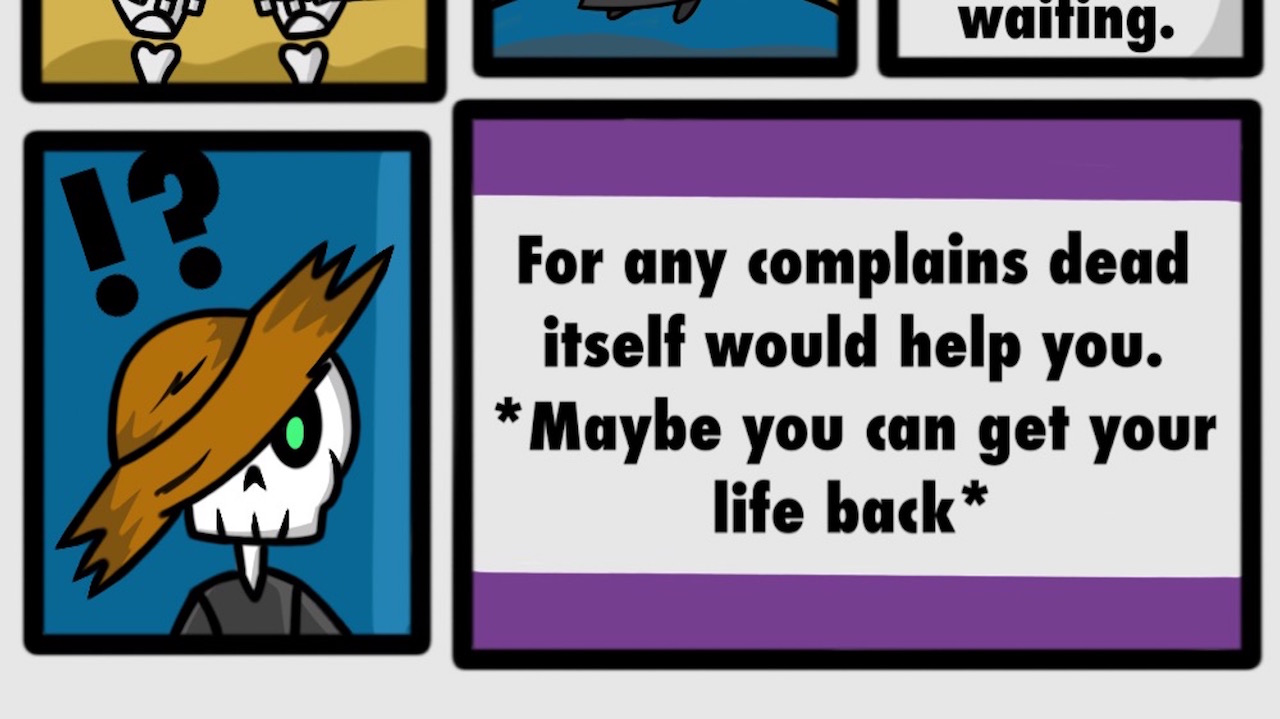 waiting.
!?
For any complains dead
itself would help you.
*Maybe you can get your
life back*